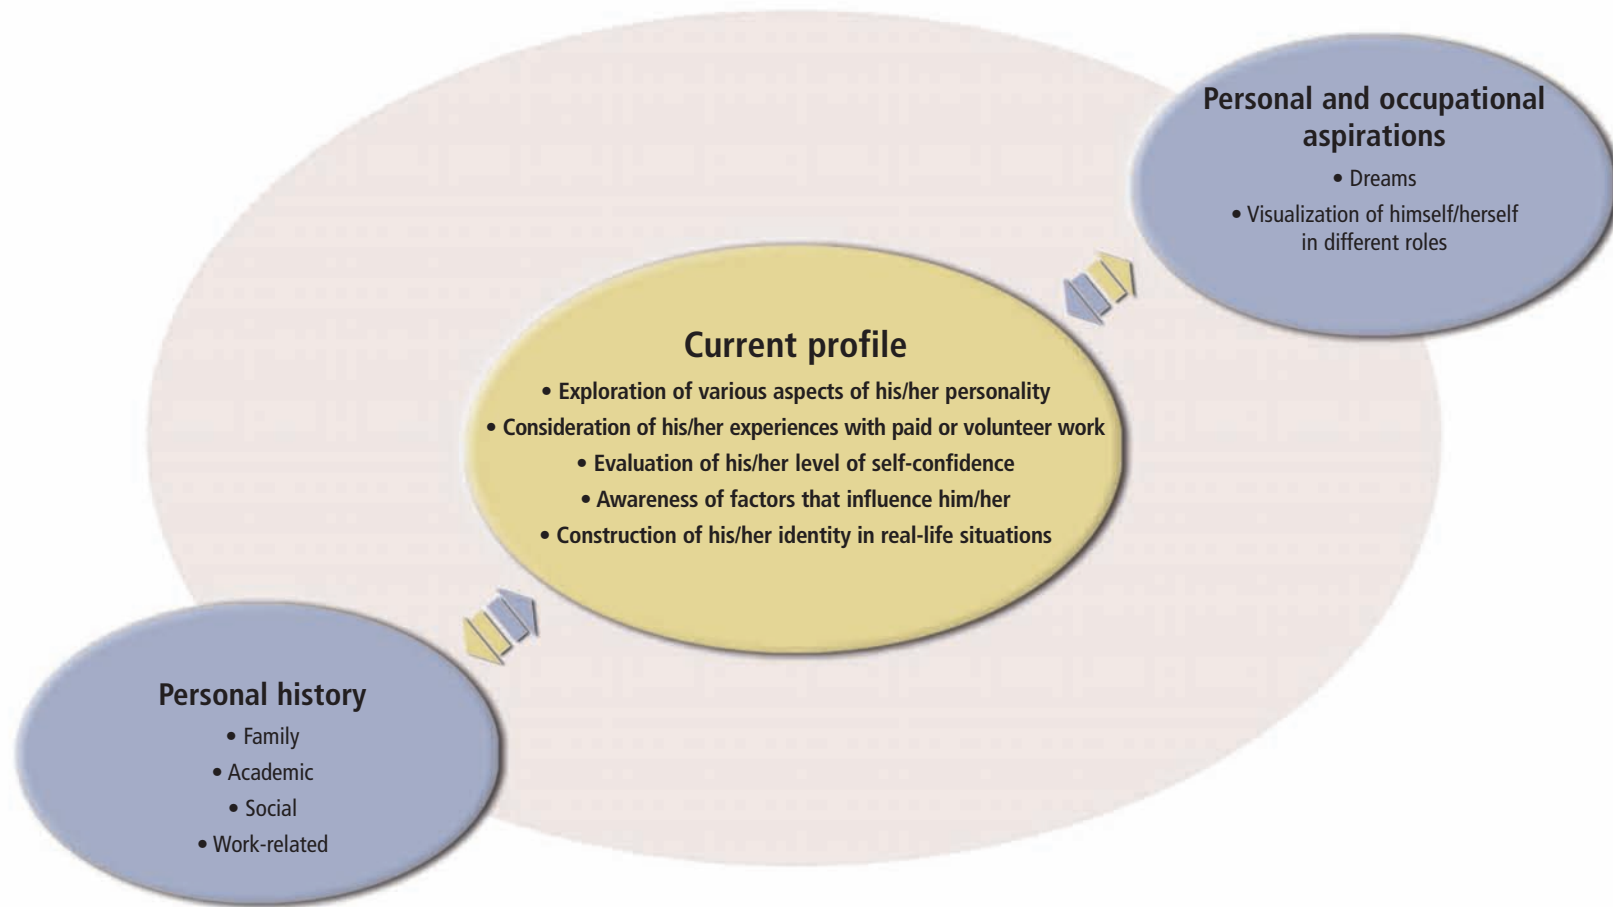 Personal and occupational
aspirations
• Dreams
• Visualization of himself/herself
in different roles
Current profile
• Exploration of various aspects of his/her personality
• Consideration of his/her experiences with paid or volunteer work
• Evaluation of his/her level of self-confidence
• Awareness of factors that influence him/her
• Construction of his/her identity in real-life situations
Personal history
• Family
• Academic
• Social
• Work-related